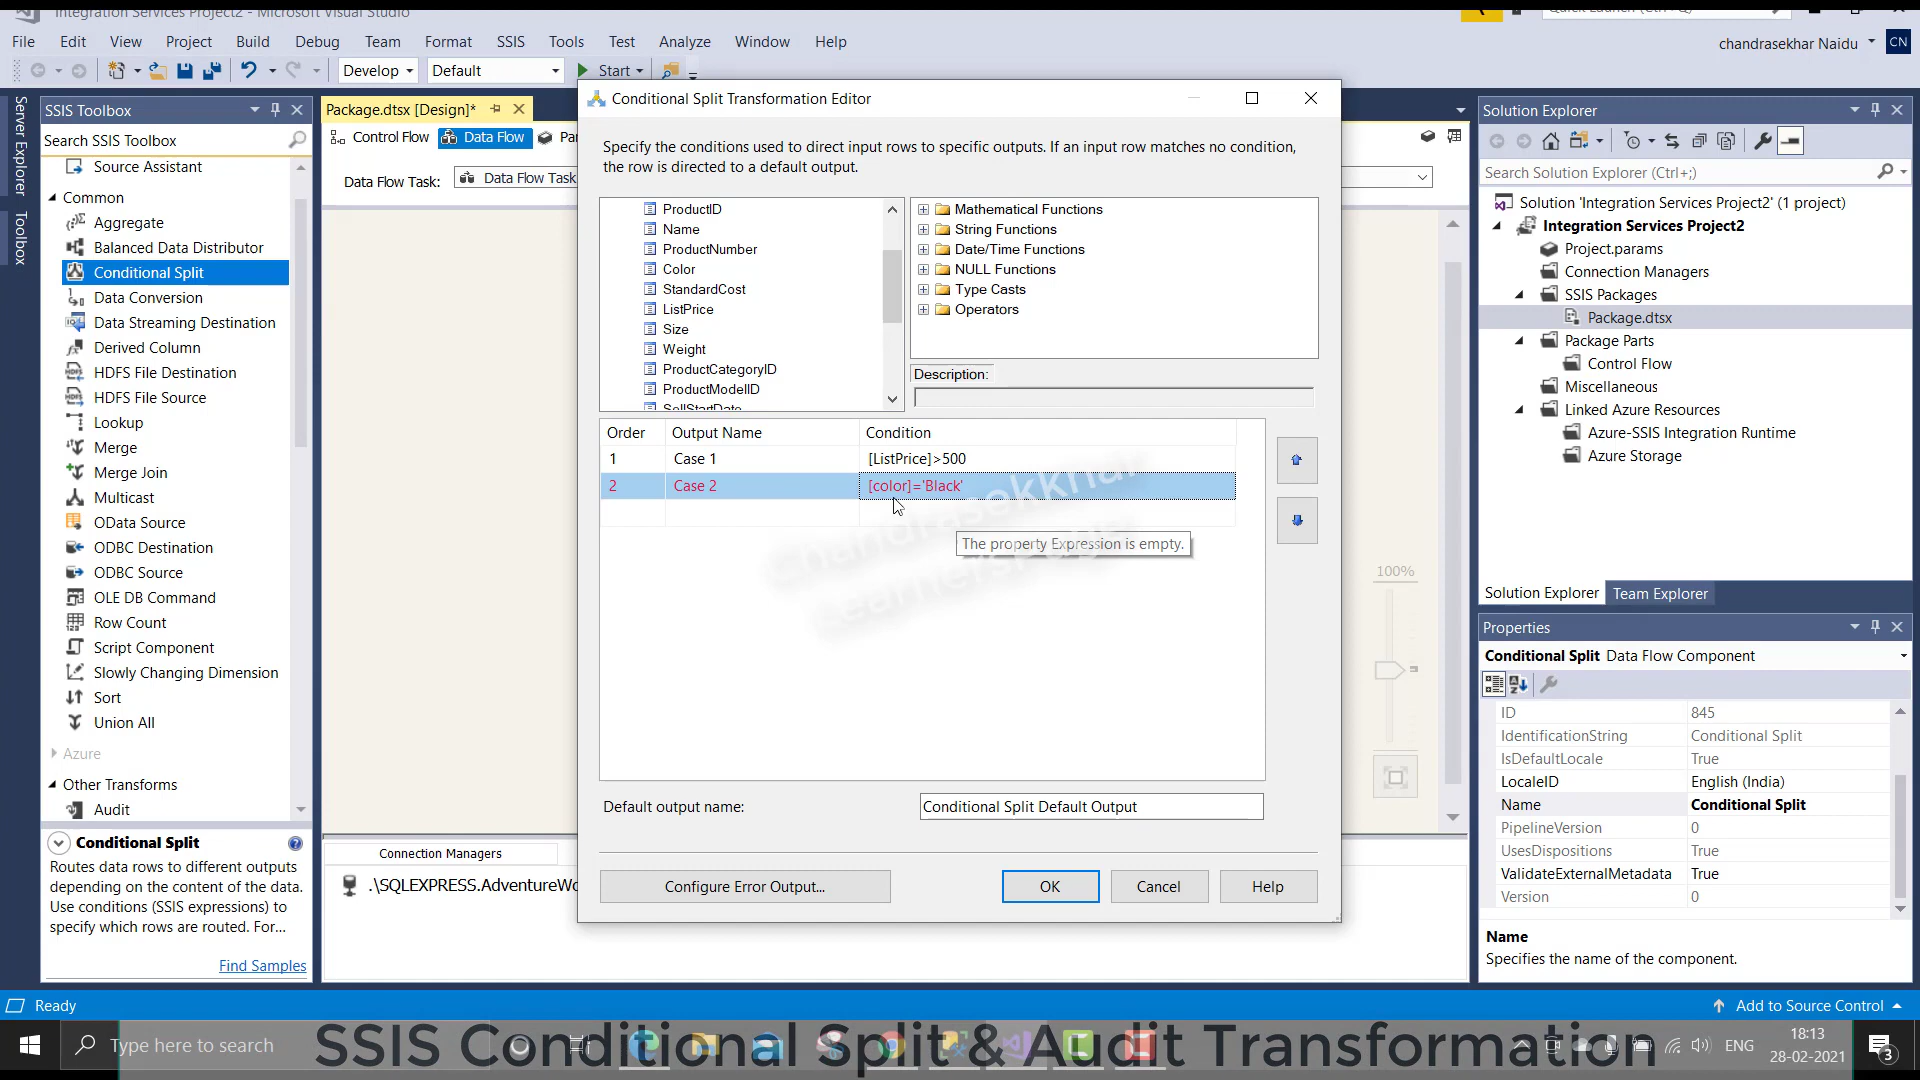 Integration Services Project2 - Microsoft Visual Studio
File Edit View Project Build Debug Team Format SSIS Tools Test Analyze Window Help
chandrasekhar Naidu CN
Develop Default Start
Server Explorer
Toolbox
SSIS Toolbox
Search SSIS Toolbox
Source Assistant
Common
Aggregate
Balanced Data Distributor
Conditional Split
Data Conversion
Data Streaming Destination
Derived Column
HDFS File Destination
HDFS File Source
Lookup
Merge
Merge Join
Multicast
OData Source
ODBC Destination
ODBC Source
OLE DB Command
Row Count
Script Component
Slowly Changing Dimension
Sort
Union All
Azure
Other Transforms
Audit
Conditional Split
Routes data rows to different outputs
depending on the content of the data.
Use conditions (SSIS expressions) to
specify which rows are routed. For...
Find Samples
Package.dtsx [Design]*
Control Flow Data Flow Pa
Data Flow Task: Data Flow Task
Conditional Split Transformation Editor
Specify the conditions used to direct input rows to specific outputs. If an input row matches no condition,
the row is directed to a default output.
ProductID
Name
ProductNumber
Color
StandardCost
ListPrice
Size
Weight
ProductCategoryID
ProductModelID
SellStartDate
Mathematical Functions
String Functions
Date/Time Functions
NULL Functions
Type Casts
Operators
Description:
Order Output Name Condition
1 Case 1 [ListPrice]>500
2 Case 2 [color]='Black'
The property Expression is empty.
Default output name: Conditional Split Default Output
Configure Error Output... OK Cancel Help
100%
Connection Managers
.\SQLEXPRESS.AdventureWo
Solution Explorer
Search Solution Explorer (Ctrl+;)
Solution 'Integration Services Project2' (1 project)
Integration Services Project2
Project.params
Connection Managers
SSIS Packages
Package.dtsx
Package Parts
Control Flow
Miscellaneous
Linked Azure Resources
Azure-SSIS Integration Runtime
Azure Storage
Solution Explorer Team Explorer
Properties
Conditional Split Data Flow Component
ID 845
IdentificationString Conditional Split
IsDefaultLocale True
LocaleID English (India)
Name Conditional Split
PipelineVersion 0
UsesDispositions True
ValidateExternalMetadata True
Version 0
Name
Specifies the name of the component.
Ready
Add to Source Control
Type here to search
SSIS Conditional Split & Audit Transformation
ENG
18:13
28-02-2021
3